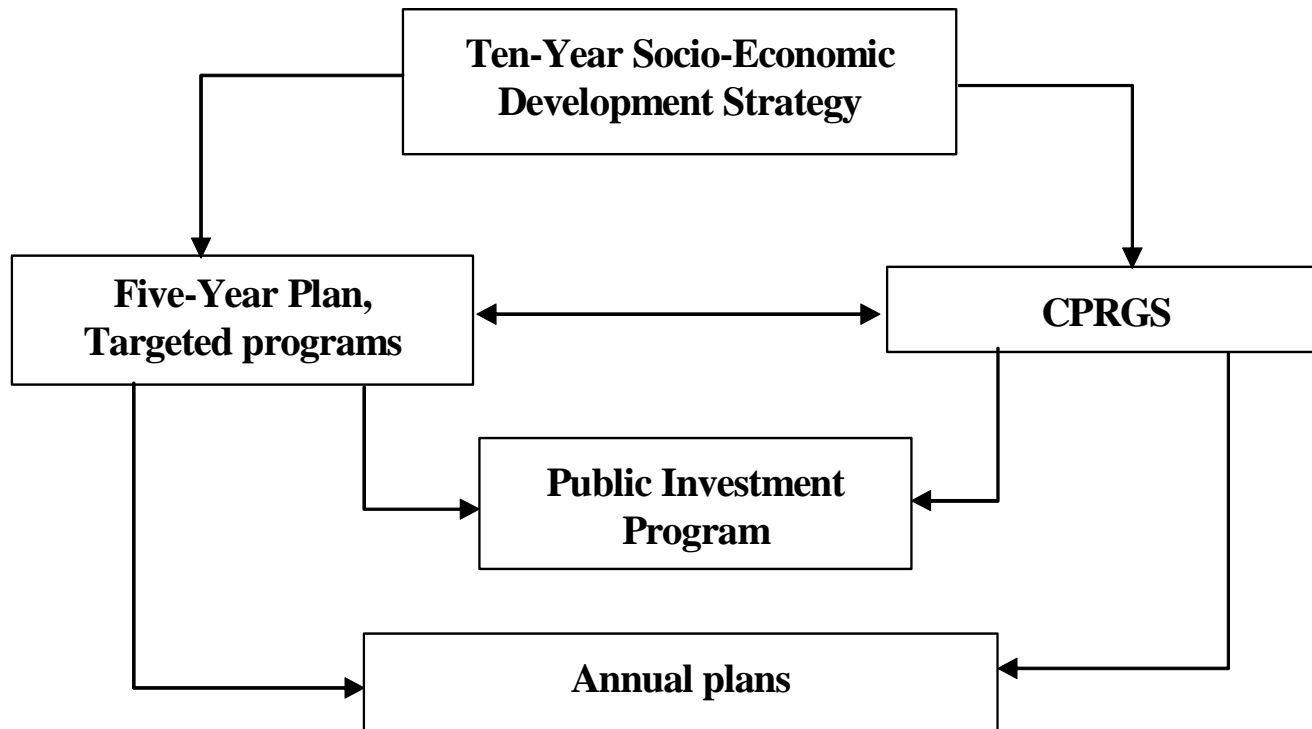 Ten-Year Socio-Economic
Development Strategy
Five-Year Plan,
Targeted programs
CPRGS
Public Investment
Program
Annual plans